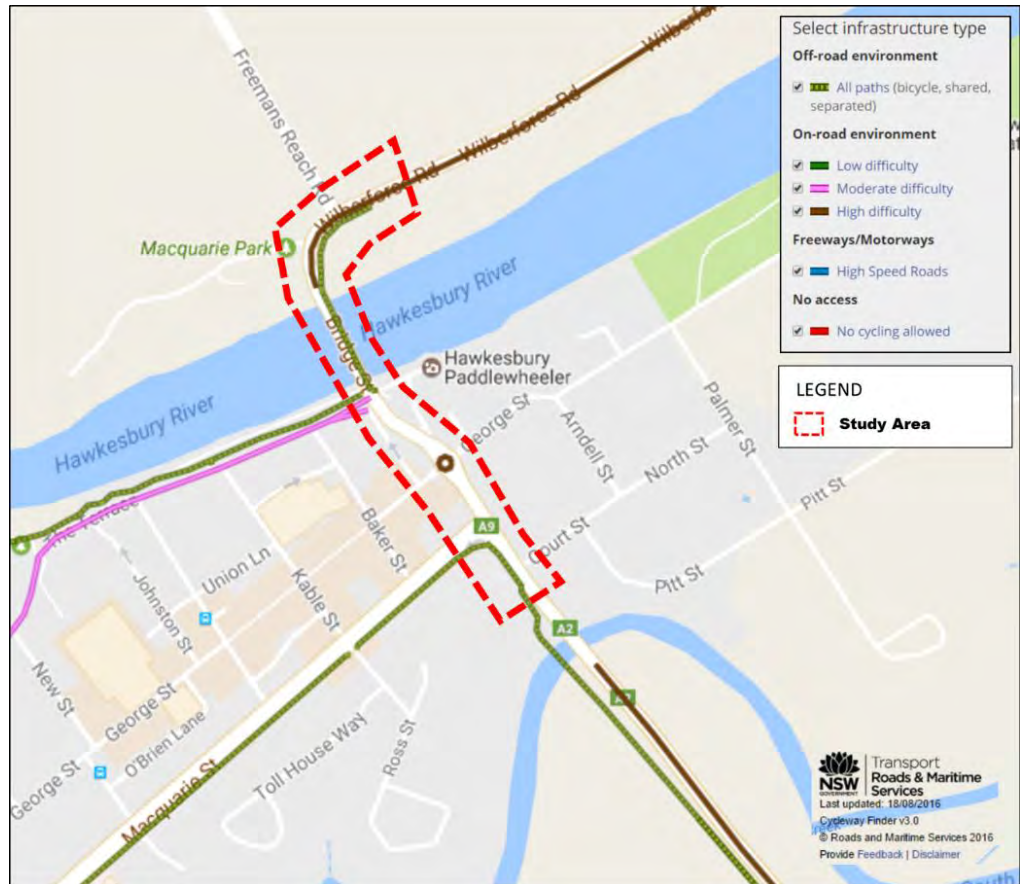 Select infrastructure type
Off-road environment
All paths (bicycle, shared,
separated)
On-road environment
Low difficulty
Moderate difficulty
High difficulty
Freeways/Motorways
High Speed Roads
No access
No cycling allowed
LEGEND
Study Area
Freemans Reach Rd
Wilberforce Rd
Wilberforce Rd
Wilberforce Rd
Macquarie Park
Hawkesbury River
Hawkesbury River
Hawkesbury River
Bridge St
Hawkesbury
Paddlewheeler
George St
Arndell St
Palmer St
North St
Pitt St
Pitt St
Court St
A9
A2
The Terrace
Baker St
Union Ln
Kable St
Johnston St
New St
George St
George St
O'Brien Lane
Macquarie St
Toll House Way
Ross St
NSW
GOVERNMENT
Transport
Roads & Maritime
Services
Last updated: 18/08/2016
Cycleway Finder v3.0
© Roads and Maritime Services 2016
Provide Feedback | Disclaimer
South